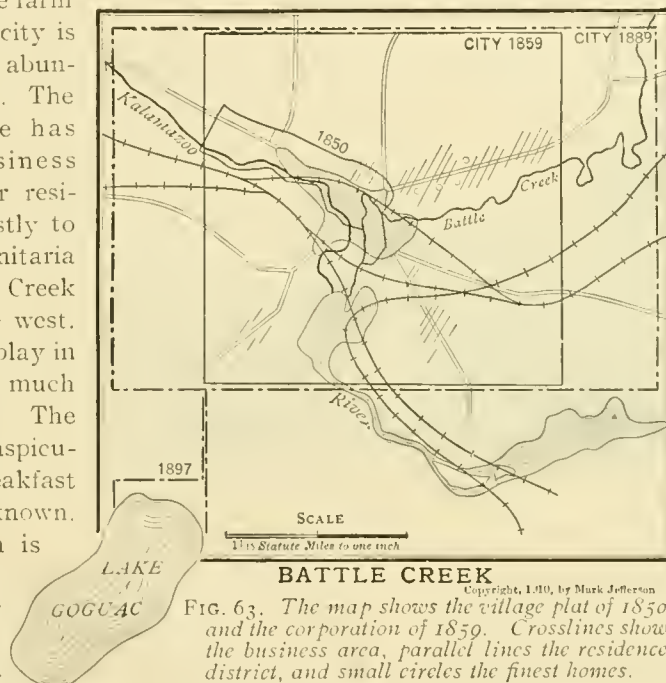 e farm
city is
abun-
. The
e has
siness
r resi-
stly to
nitaria
Creek
west.
play in
much
The
nspicu-
eakfast
known.
n is
CITY 1859
CITY 1889
Kalamazoo
1850
Battle Creek
River
1897
LAKE
GOGUAC
SCALE
Statute Miles to one inch
BATTLE CREEK
Copyright, 1910, by Mark Jefferson
FIG. 63. The map shows the village plat of 1850
and the corporation of 1859. Crosslines show
the business area, parallel lines the residence
district, and small circles the finest homes.